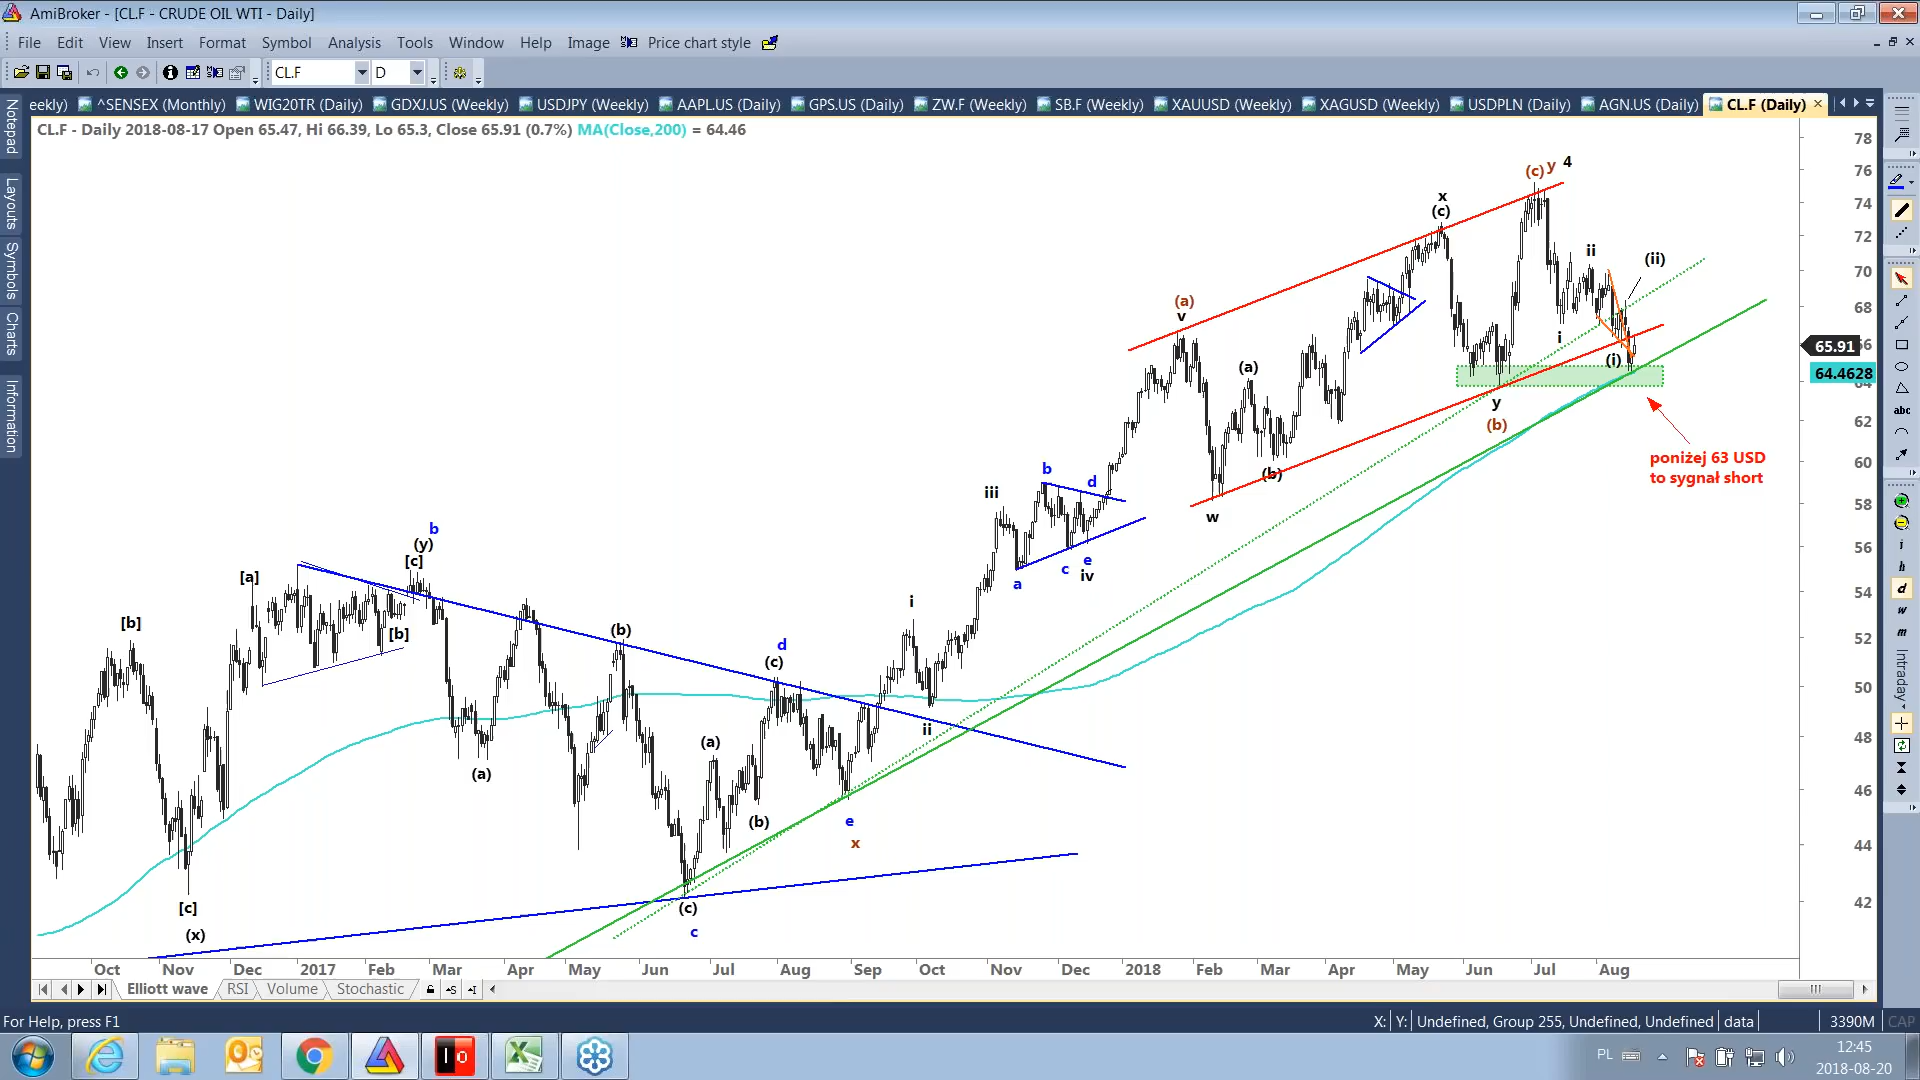 AmiBroker - [CL.F - CRUDE OIL WTI - Daily]
File Edit View Insert Format Symbol Analysis Tools Window Help Image Price chart style
CL.F D
eekly) ^SENSEX (Monthly) WIG20TR (Daily) GDXJ.US (Weekly) USDJPY (Weekly) AAPL.US (Daily) GPS.US (Daily) ZW.F (Weekly) SB.F (Weekly) XAUUSD (Weekly) XAGUSD (Weekly) USDPLN (Daily) AGN.US (Daily) CL.F (Daily)
CL.F - Daily 2018-08-17 Open 65.47, Hi 66.39, Lo 65.3, Close 65.91 (0.7%) MA(Close,200) = 64.46
Notepad
Layouts
Symbols
Charts
Information
78
76
74
72
70
68
65.91
64.4628
62
60
58
56
54
52
50
48
46
44
42
(c) y 4
x
(c)
ii
(ii)
(a)
v
i
(i)
(a)
y
(b)
poniżej 63 USD
to sygnał short
b
d
(b)
iii
w
b
(y)
[c]
[a]
c
e
iv
a
i
[b]
[b]
(b)
d
(c)
ii
(a)
(a)
(b)
e
x
[c]
(x)
(c)
c
Oct Nov Dec 2017 Feb Mar Apr May Jun Jul Aug Sep Oct Nov Dec 2018 Feb Mar Apr May Jun Jul Aug
Elliott wave RSI Volume Stochastic
abc
i
h
d
w
m
Intraday
For Help, press F1
X: Y: Undefined, Group 255, Undefined, Undefined data 3390M CAP
PL
12:45
2018-08-20